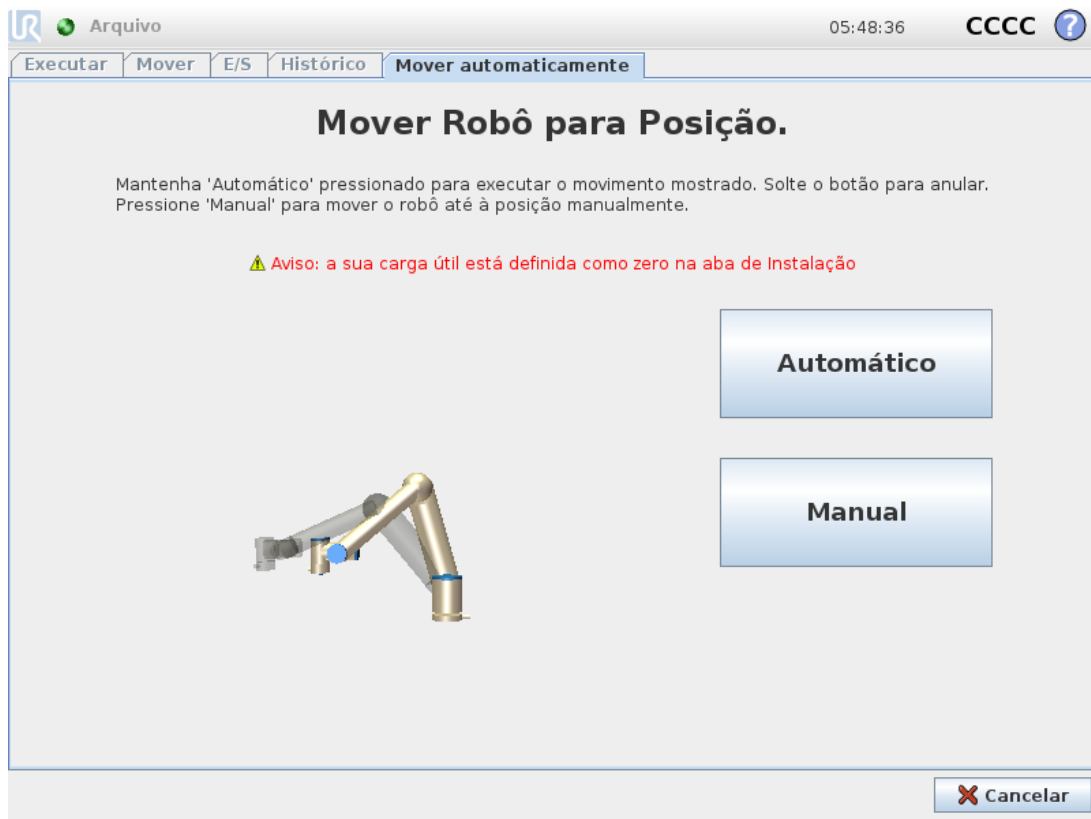 UR Arquivo 05:48:36 CCCC ?
Executar Mover E/S Histórico Mover automaticamente
Mover Robô para Posição.
Mantenha 'Automático' pressionado para executar o movimento mostrado. Solte o botão para anular.
Pressione 'Manual' para mover o robô até à posição manualmente.
Aviso: a sua carga útil está definida como zero na aba de Instalação
Automático
Manual
Cancelar